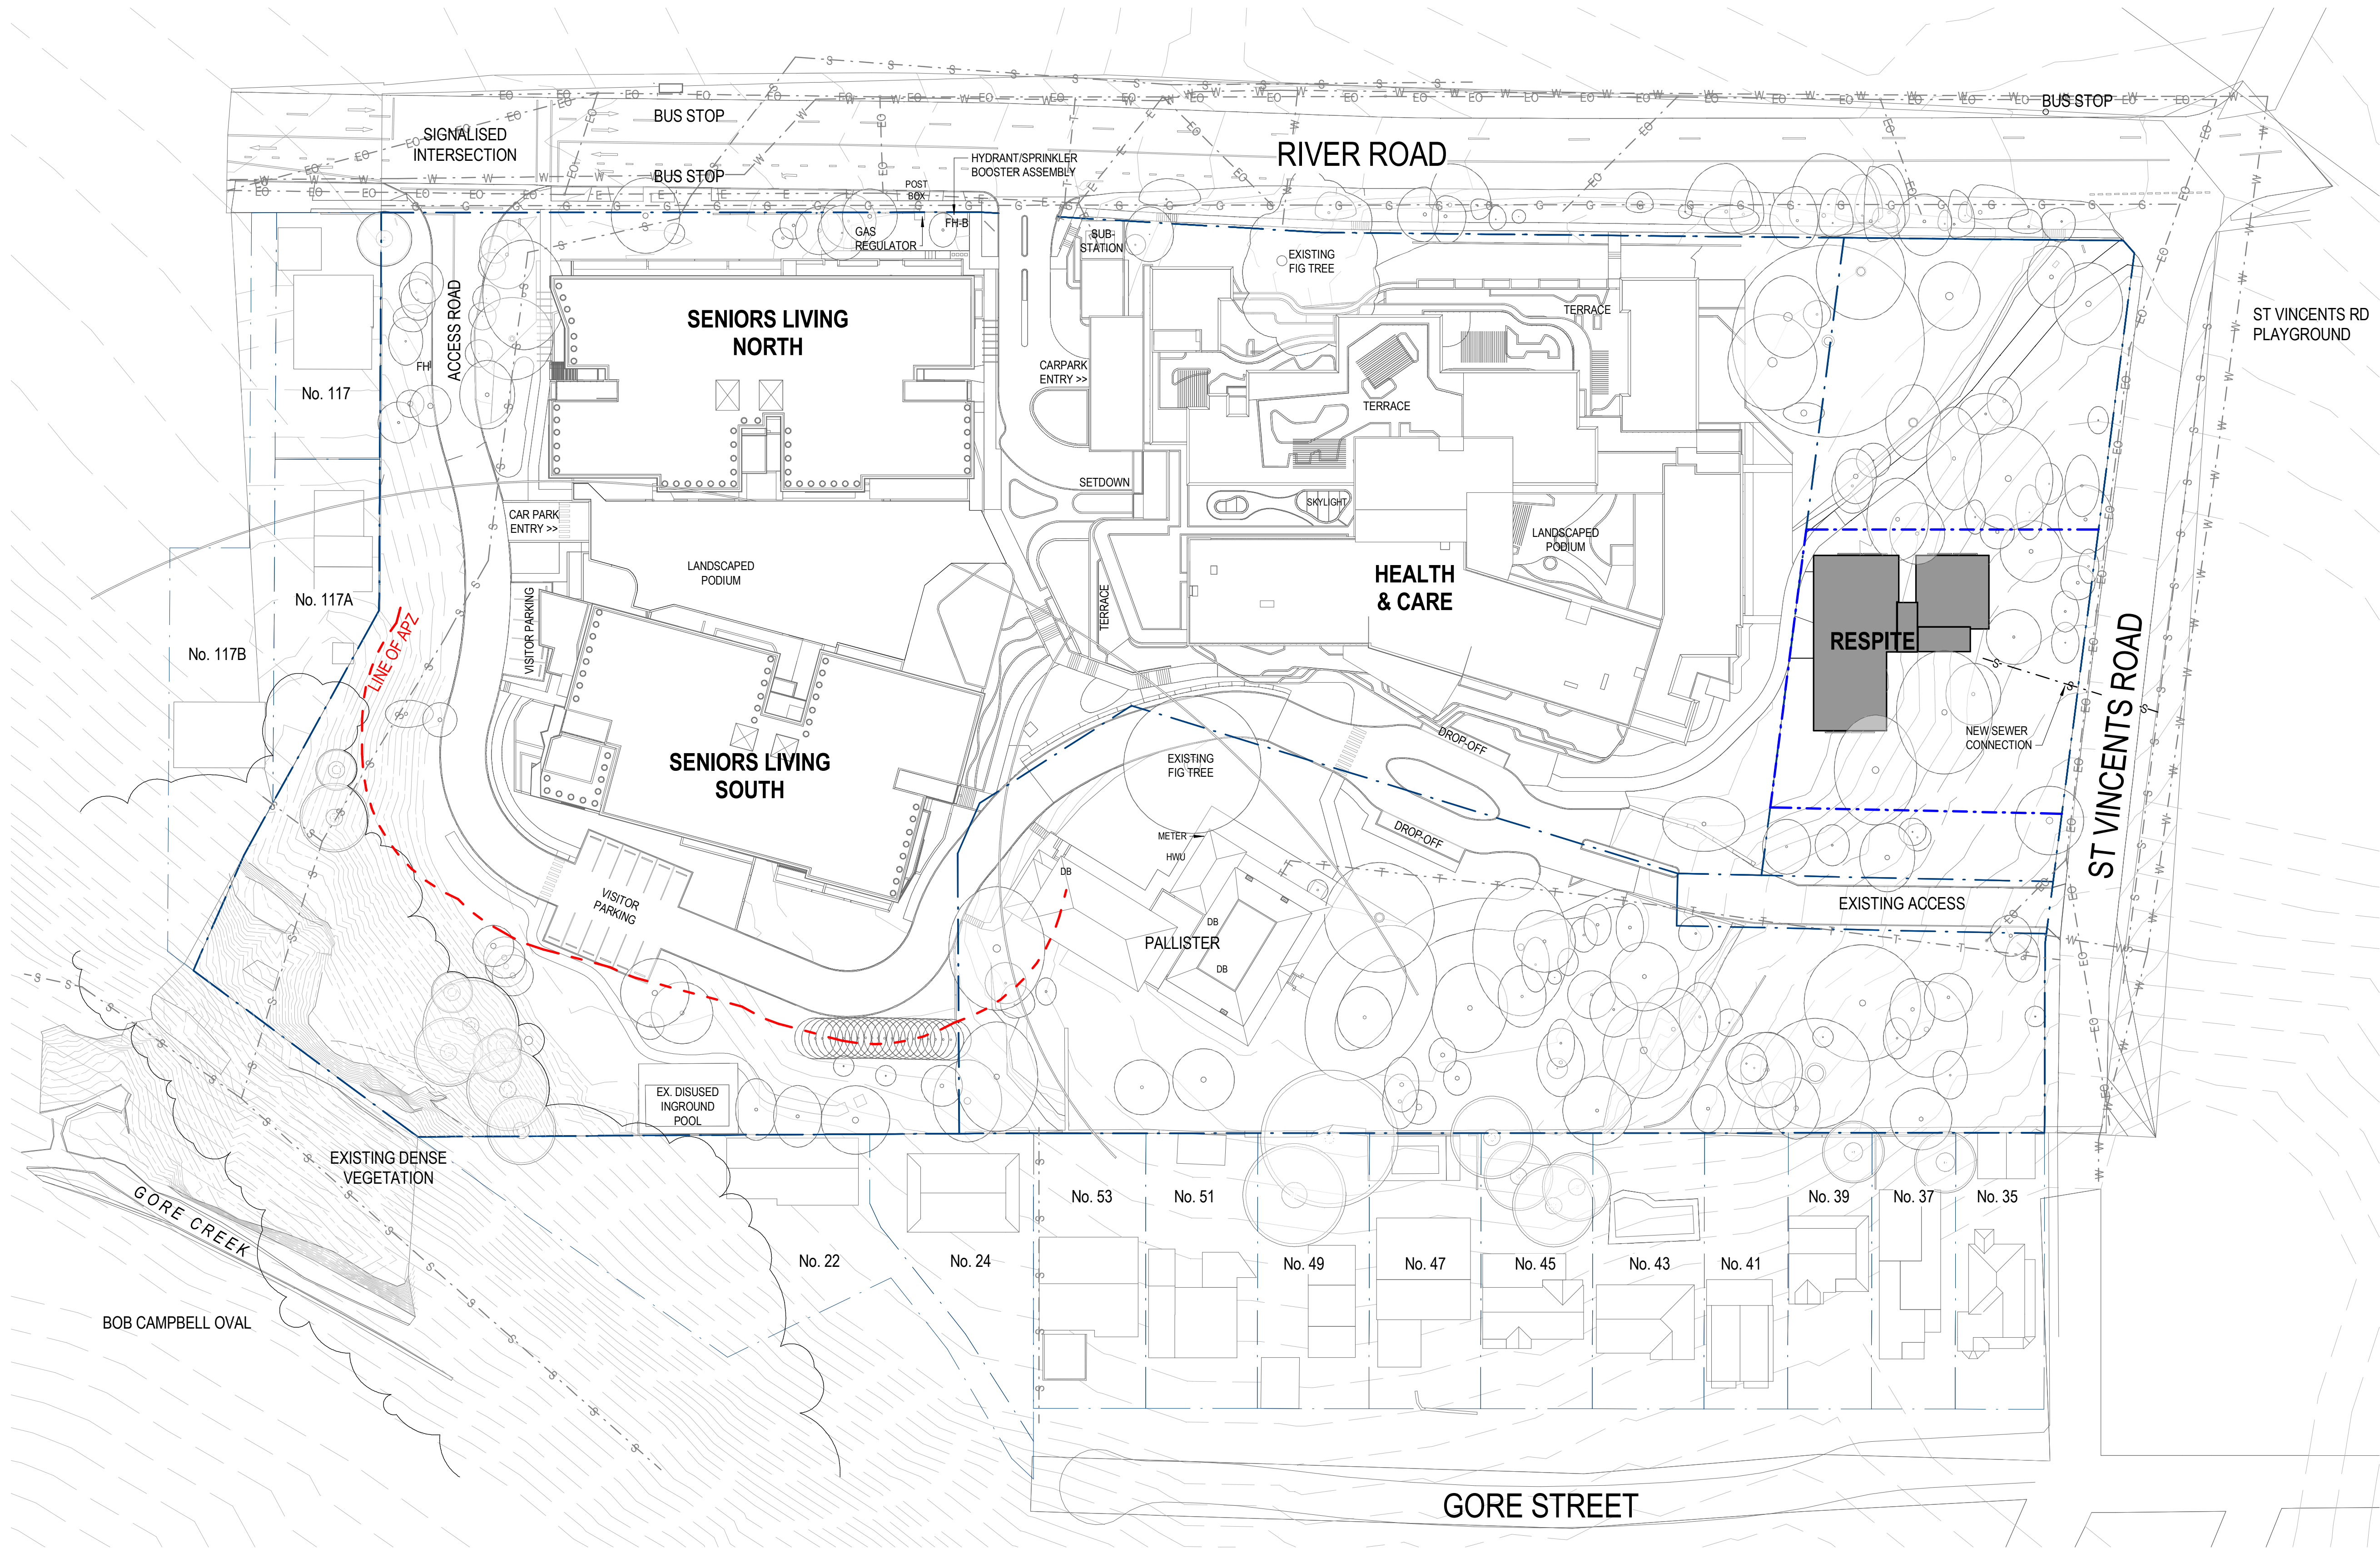 BUS STOP
BUS STOP
SIGNALISED
INTERSECTION
BUS STOP
RIVER ROAD
HYDRANT/SPRINKLER
BOOSTER ASSEMBLY
POST
BOX
FH-B
GAS
REGULATOR
SUB-
STATION
EXISTING
FIG TREE
ST VINCENTS RD
PLAYGROUND
ACCESS ROAD
SENIORS LIVING
NORTH
TERRACE
FH
CARPARK
ENTRY >>
No. 117
TERRACE
SETDOWN
SKYLIGHT
CAR PARK
ENTRY >>
LANDSCAPED
PODIUM
LANDSCAPED
PODIUM
HEALTH
& CARE
No. 117A
VISITOR PARKING
TERRACE
RESPITE
LINE OF APZ
No. 117B
ST VINCENTS ROAD
NEW SEWER
CONNECTION
DROP-OFF
SENIORS LIVING
SOUTH
EXISTING
FIG TREE
METER
HWU
DROP-OFF
DB
VISITOR
PARKING
DB
PALLISTER
DB
EXISTING ACCESS
EX. DISUSED
INGROUND
POOL
EXISTING DENSE
VEGETATION
GORE CREEK
BOB CAMPBELL OVAL
No. 22
No. 24
No. 53
No. 51
No. 49
No. 47
No. 45
No. 43
No. 41
No. 39
No. 37
No. 35
GORE STREET